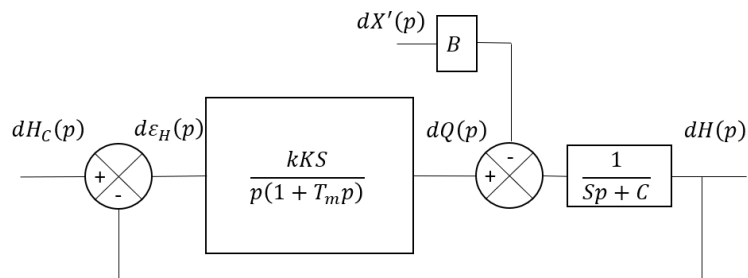 dX′(p)
B
dH_C(p)
dε_H(p)
kKS
p(1 + T_m p)
dQ(p)
-
+
-
+
1
Sp + C
dH(p)